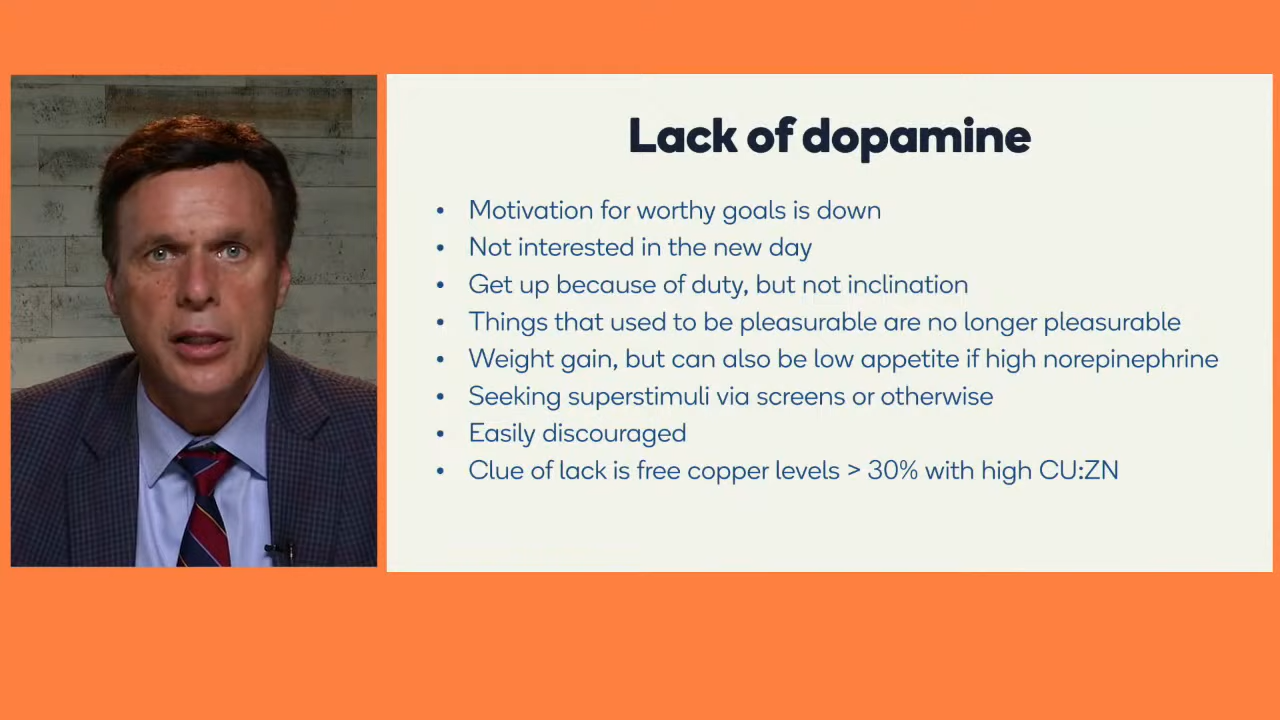 Lack of dopamine
• Motivation for worthy goals is down
• Not interested in the new day
• Get up because of duty, but not inclination
• Things that used to be pleasurable are no longer pleasurable
• Weight gain, but can also be low appetite if high norepinephrine
• Seeking superstimuli via screens or otherwise
• Easily discouraged
• Clue of lack is free copper levels > 30% with high CU:ZN